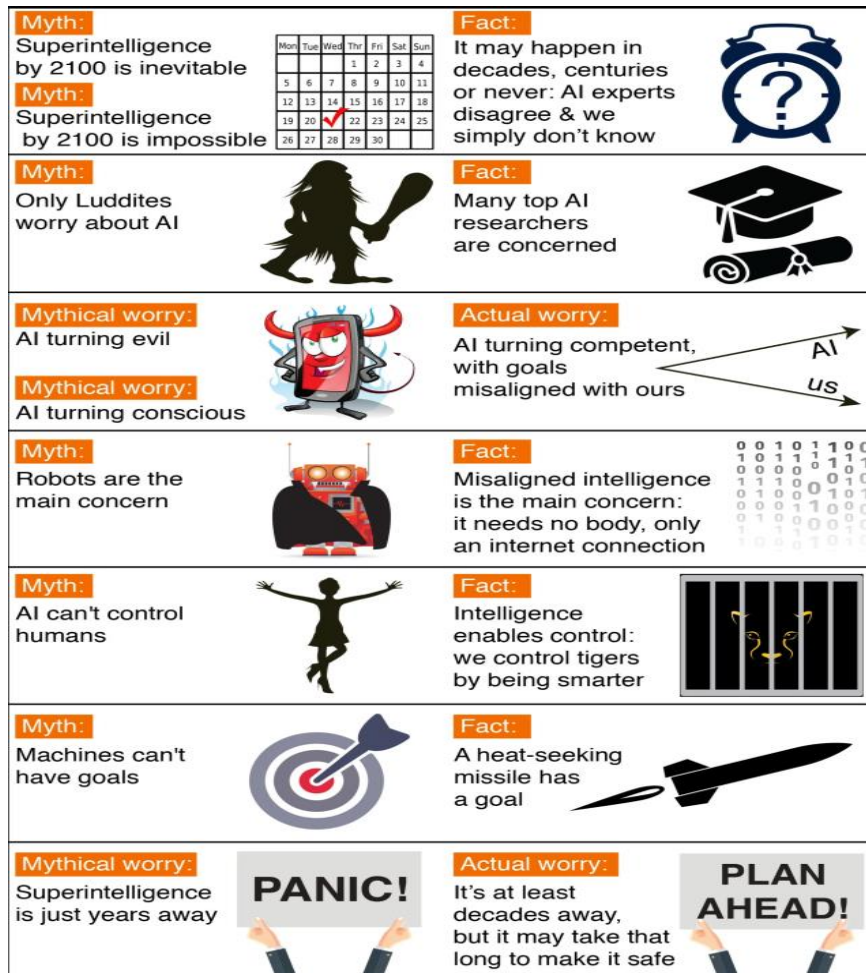 Myth:
Superintelligence
by 2100 is inevitable
Myth:
Superintelligence
by 2100 is impossible
Mon Tue Wed Thr Fri Sat Sun
1 2 3 4
5 6 7 8 9 10 11
12 13 14 15 16 17 18
19 20 22 23 24 25
26 27 28 29 30
Fact:
It may happen in
decades, centuries
or never: AI experts
disagree & we
simply don't know
?
Myth:
Only Luddites
worry about AI
Fact:
Many top AI
researchers
are concerned
Mythical worry:
AI turning evil
Mythical worry:
AI turning conscious
Actual worry:
AI turning competent,
with goals
misaligned with ours
AI
us
Myth:
Robots are the
main concern
Fact:
Misaligned intelligence
is the main concern:
it needs no body, only
an internet connection
Myth:
AI can't control
humans
Fact:
Intelligence
enables control:
we control tigers
by being smarter
Myth:
Machines can't
have goals
Fact:
A heat-seeking
missile has
a goal
Mythical worry:
Superintelligence
is just years away
PANIC!
Actual worry:
It's at least
decades away,
but it may take that
long to make it safe
PLAN
AHEAD!